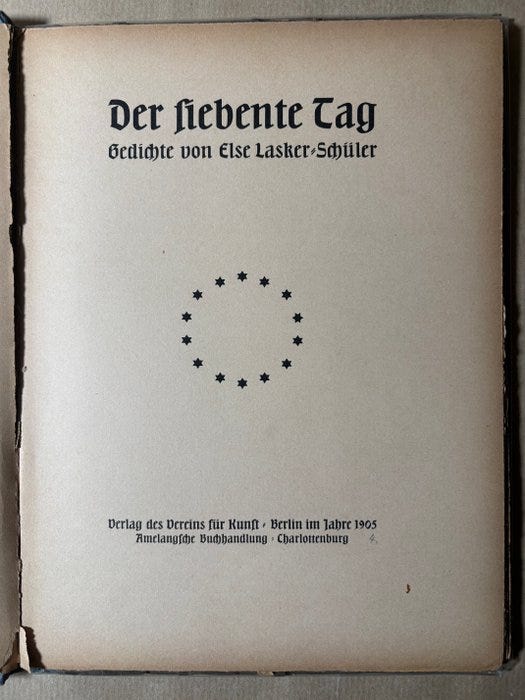 Der siebente Tag
Gedichte von Else Lasker-Schüler
Verlag des Vereins für Kunst · Berlin im Jahre 1905
Amelangsche Buchhandlung · Charlottenburg 4.